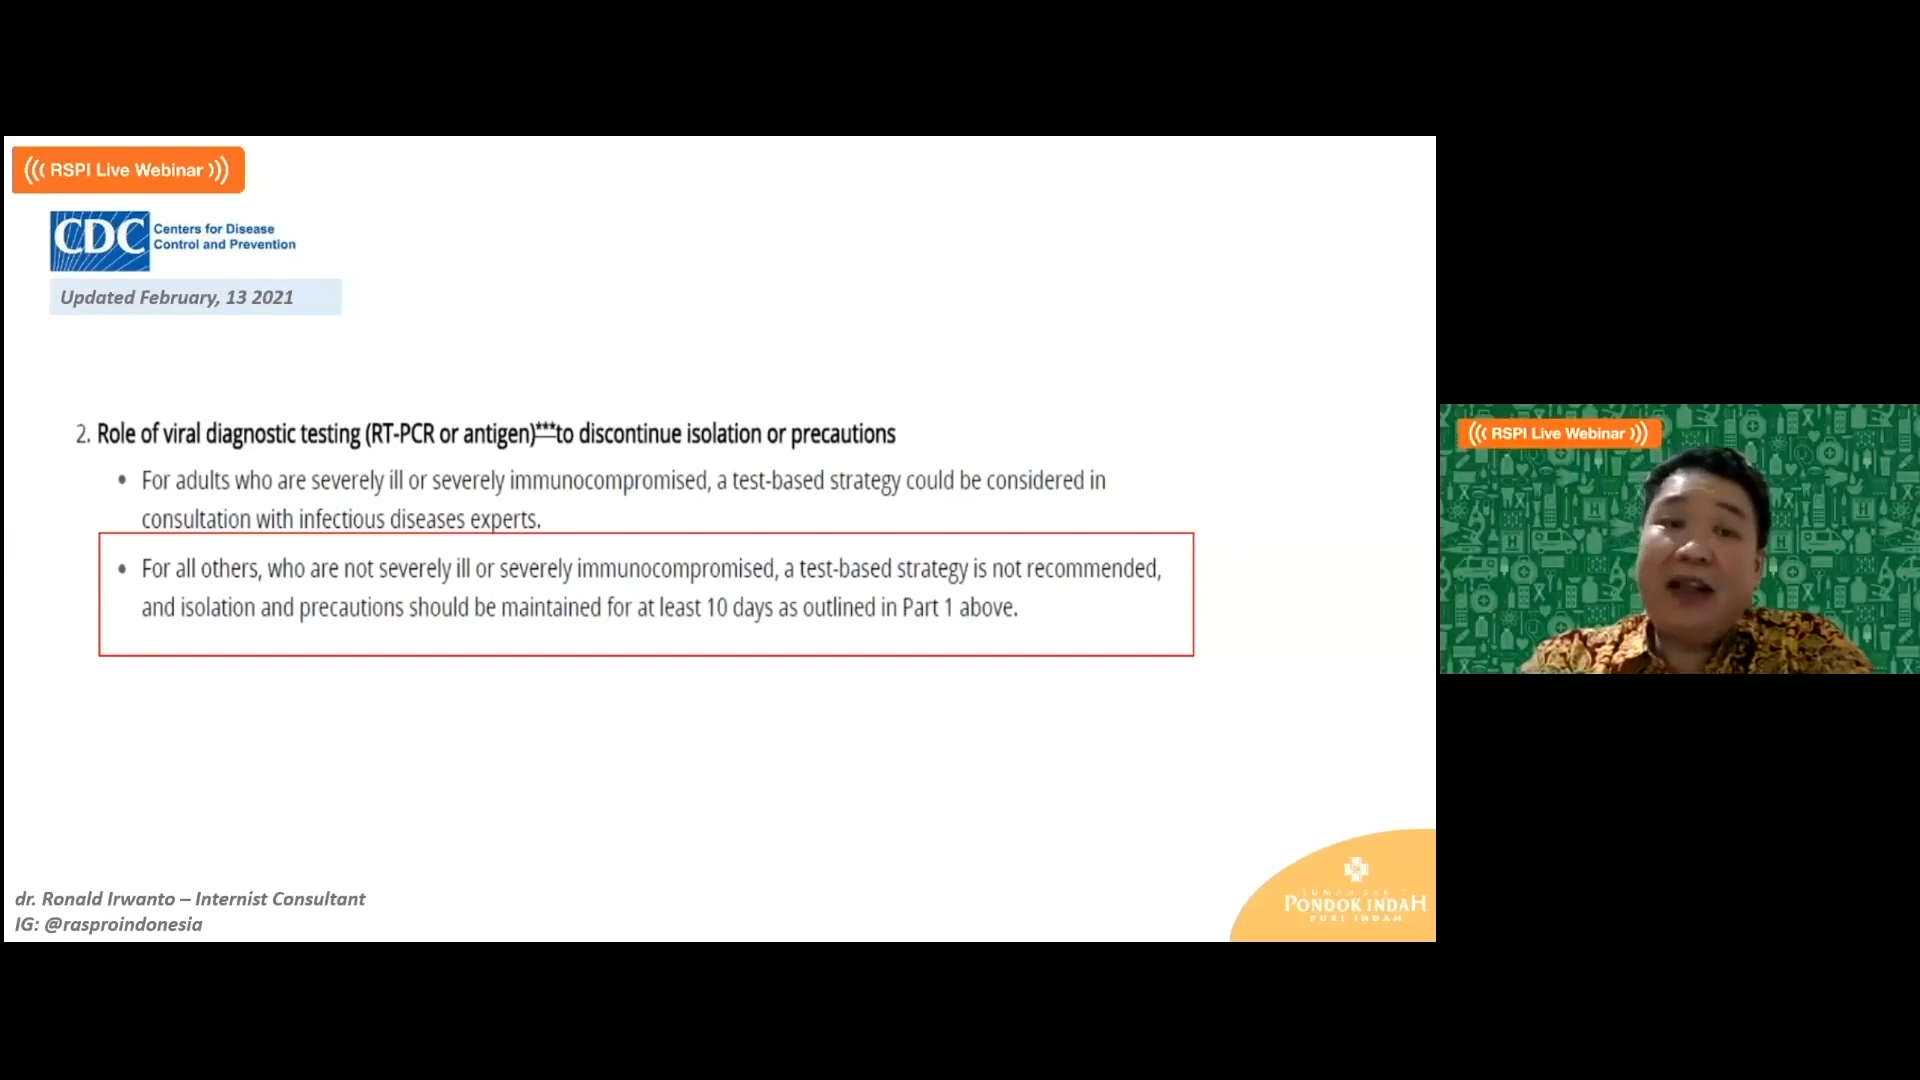 ((( RSPI Live Webinar )))
CDC
Centers for Disease
Control and Prevention
Updated February, 13 2021
2. Role of viral diagnostic testing (RT-PCR or antigen)***to discontinue isolation or precautions
• For adults who are severely ill or severely immunocompromised, a test-based strategy could be considered in
consultation with infectious diseases experts.
• For all others, who are not severely ill or severely immunocompromised, a test-based strategy is not recommended,
and isolation and precautions should be maintained for at least 10 days as outlined in Part 1 above.
dr. Ronald Irwanto – Internist Consultant
IG: @rasproindonesia
PONDOK INDAH
PURI INDAH
((( RSPI Live Webinar )))